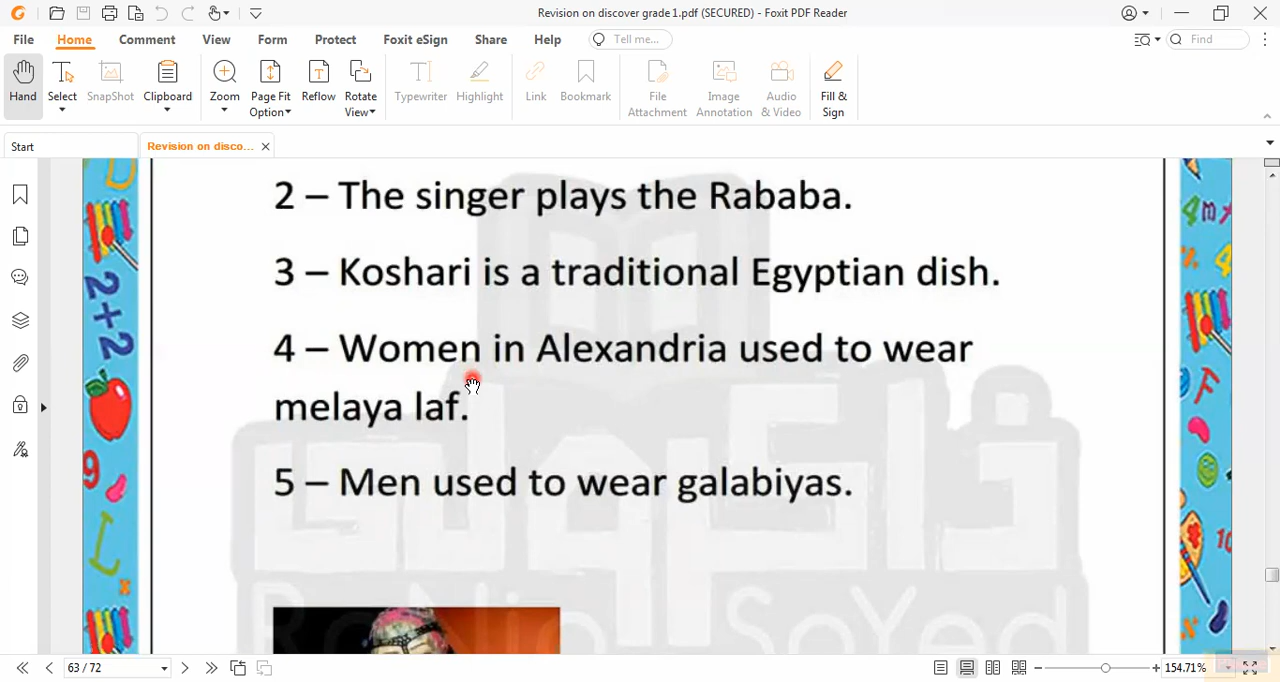 Revision on discover grade1.pdf (SECURED) - Foxit PDF Reader
File Home Comment View Form Protect Foxit eSign Share Help Tell me... Find
Hand Select SnapShot Clipboard Zoom Page Fit Option Reflow Rotate View Typewriter Highlight Link Bookmark File Attachment Image Annotation Audio & Video Fill & Sign
Start Revision on disco...
2 – The singer plays the Rababa.
3 – Koshari is a traditional Egyptian dish.
4 – Women in Alexandria used to wear
melaya laf.
5 – Men used to wear galabiyas.
63 / 72 154.71%